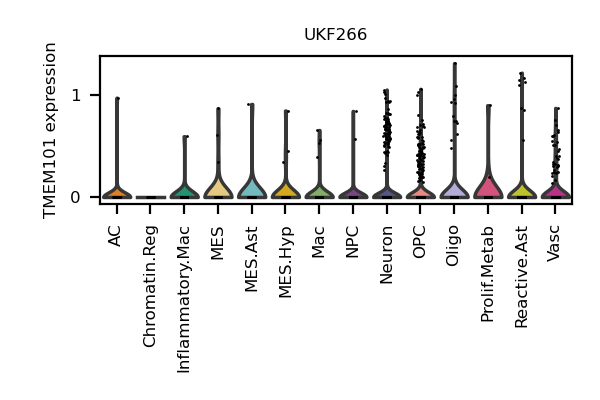 UKF266
TMEM101 expression
1
0
AC
Chromatin.Reg
Inflammatory.Mac
MES
MES.Ast
MES.Hyp
Mac
NPC
Neuron
OPC
Oligo
Prolif.Metab
Reactive.Ast
Vasc